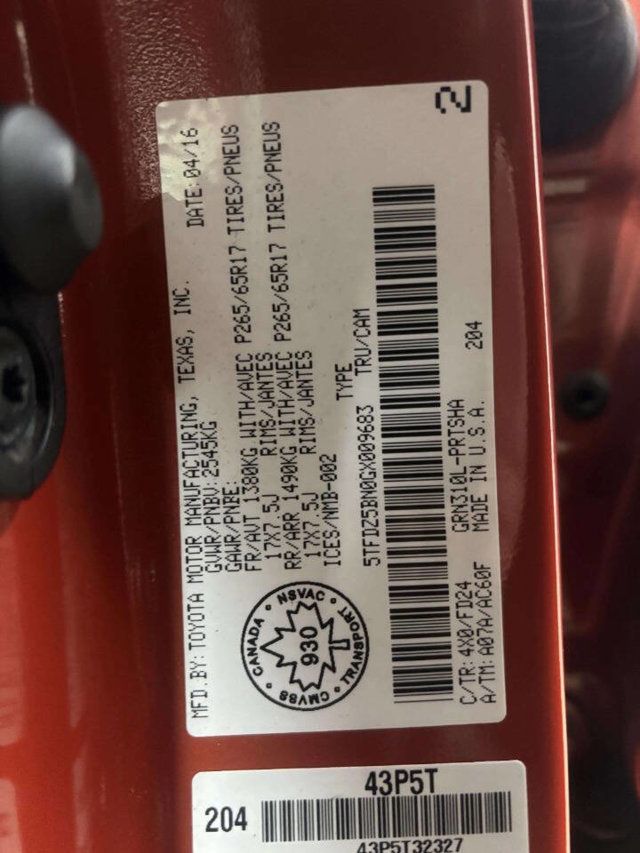 MFD.BY:TOYOTA MOTOR MANUFACTURING, TEXAS, INC. DATE:04/16
GVWR/PNBV:2545KG
GAWR/PNBE:
FR/AVT 1380KG WITH/AVEC P265/65R17 TIRES/PNEUS
17X7.5J RIMS/JANTES
RR/ARR 1490KG WITH/AVEC P265/65R17 TIRES/PNEUS
17X7.5J RIMS/JANTES
ICES/NMB-002 TYPE
5TFDZ5BN0GX009683 TRU/CAM
CANADA • NSVAC • TRANSPORT • CMVSS
930
C/TR:4X0/FD24 GRN310L-PRTSHA 204
A/TM:A07A/AC60F MADE IN U.S.A.
2
43P5T
204
43P5T32327